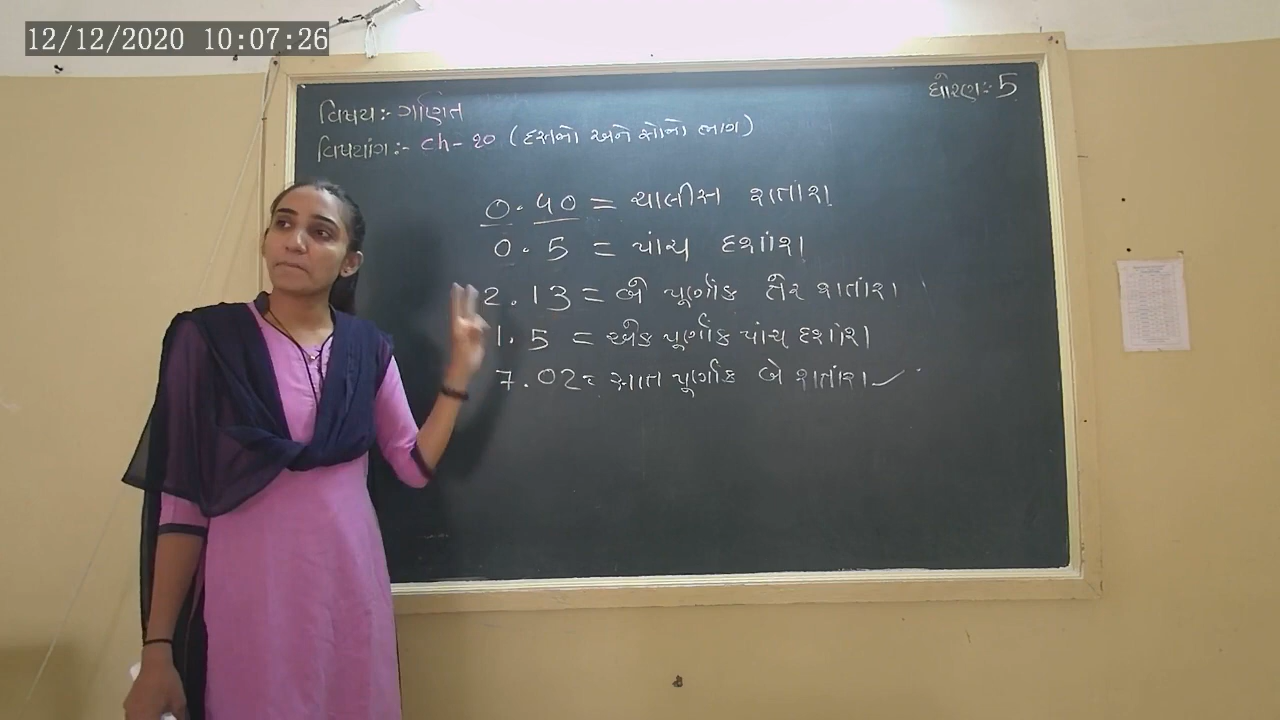 12/12/2020 10:07:26
ધોરણ:- 5
વિષય:- ગણિત
વિષયાંગ:- ch- 10 (દસમો અને સોમો ભાગ)
0.40 = ચાલીસ શતાંશ
0.5 = પાંચ દશાંશ
2.13 = બે પૂર્ણાંક તેર શતાંશ
1.5 = એક પૂર્ણાંક પાંચ દશાંશ
7.02 = સાત પૂર્ણાંક બે શતાંશ ✓